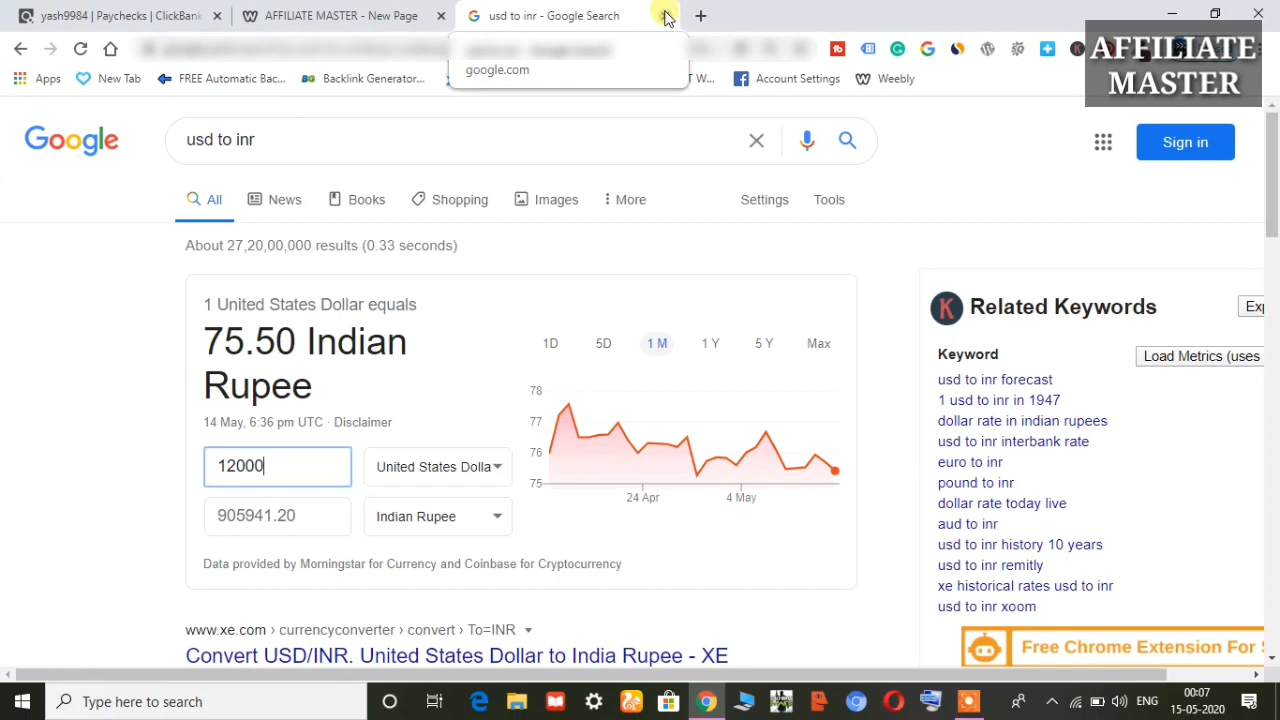 yash9984 | Paychecks | ClickBank
AFFILIATE MASTER - New Page
usd to inr - Google Search
google.com
AFFILIATE
MASTER
Apps
New Tab
FREE Automatic Bac...
Backlink Generator...
T W...
Account Settings
Weebly
Google
usd to inr
Sign in
All
News
Books
Shopping
Images
More
Settings
Tools
About 27,20,00,000 results (0.33 seconds)
1 United States Dollar equals
75.50 Indian
Rupee
14 May, 6:36 pm UTC · Disclaimer
12000
United States Dolla
905941.20
Indian Rupee
1D
5D
1 M
1 Y
5 Y
Max
78
77
76
75
24 Apr
4 May
Data provided by Morningstar for Currency and Coinbase for Cryptocurrency
www.xe.com › currencyconverter › convert › To=INR
Convert USD/INR. United States Dollar to India Rupee - XE
K
Related Keywords
Exp
Keyword
Load Metrics (uses
usd to inr forecast
1 usd to inr in 1947
dollar rate in indian rupees
usd to inr interbank rate
euro to inr
pound to inr
dollar rate today live
aud to inr
usd to inr history 10 years
usd to inr remitly
xe historical rates usd to inr
usd to inr xoom
Free Chrome Extension For S
Type here to search
ENG
00:07
15-05-2020